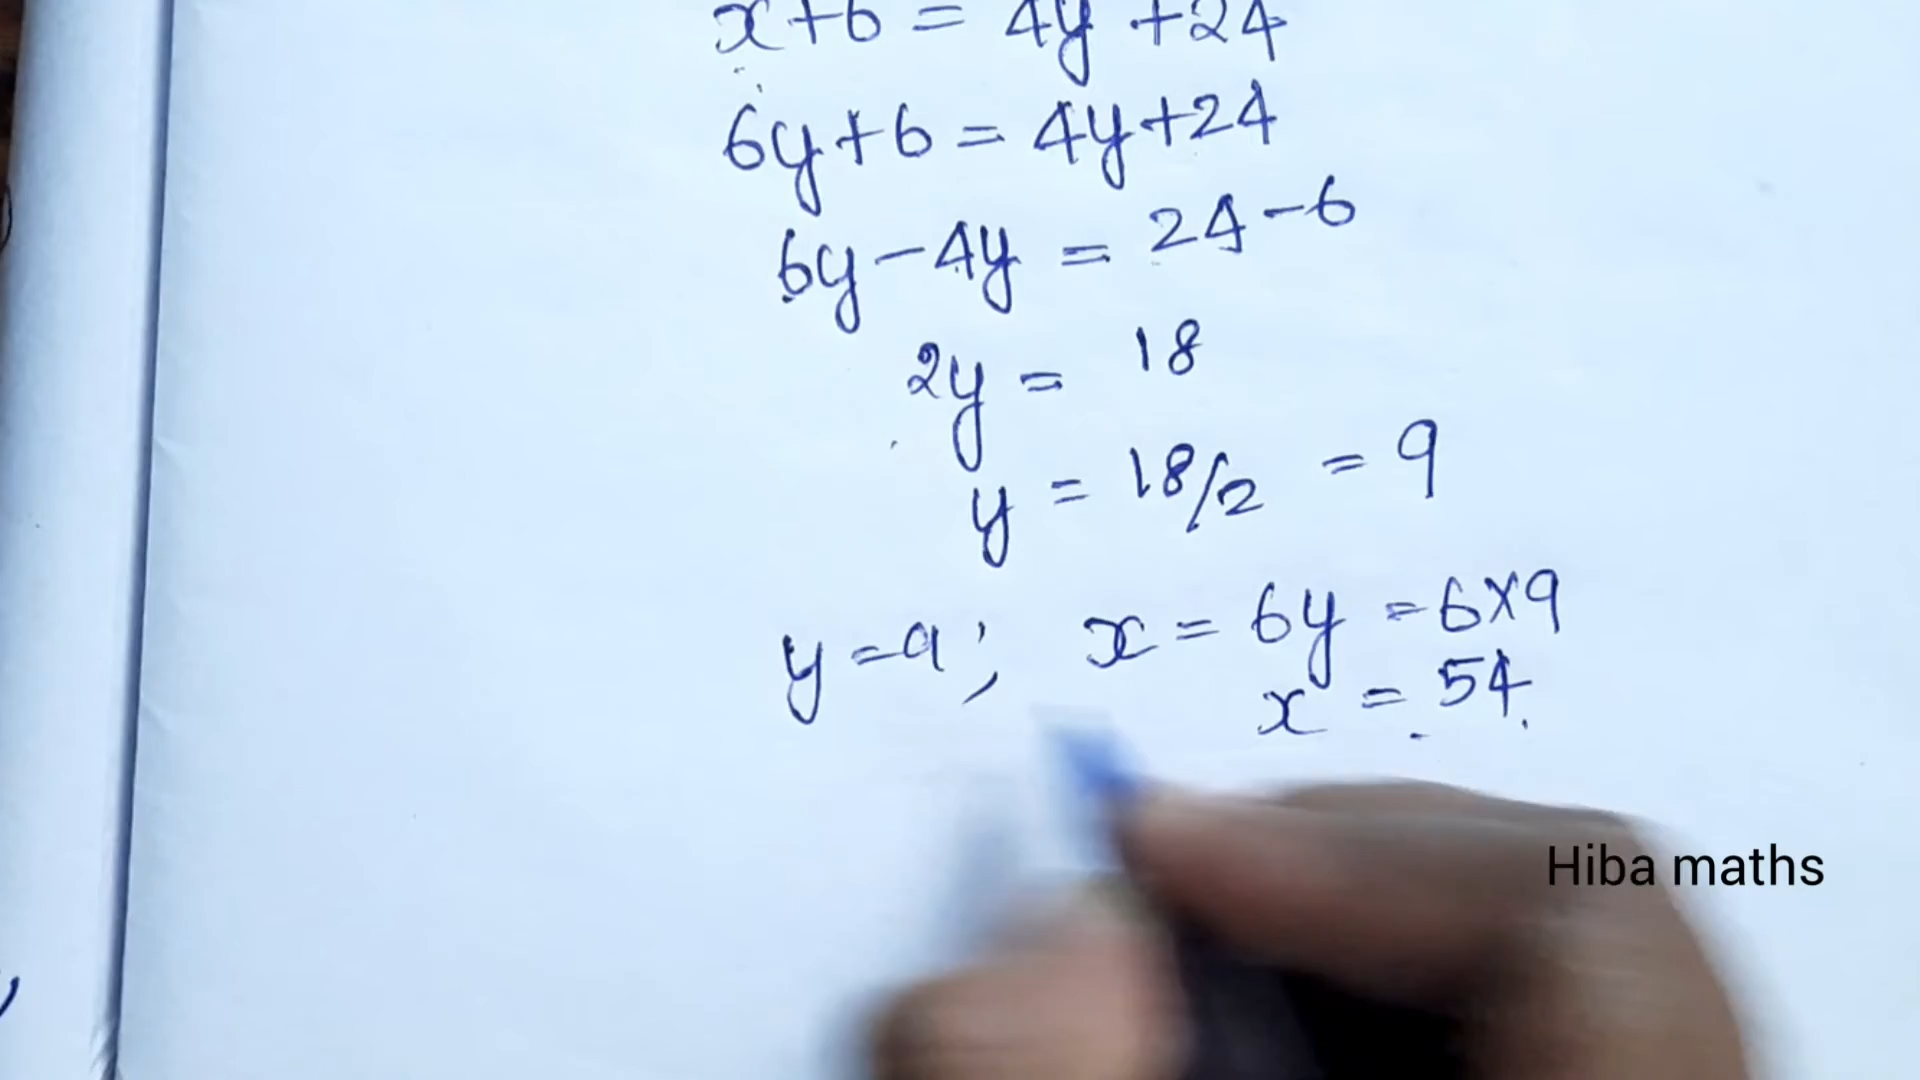 x+6 = 4y +24
6y+6 = 4y+24
6y-4y = 24-6
2y = 18
y = 18/2 = 9
y=9; x = 6y = 6x9
x = 54
Hiba maths